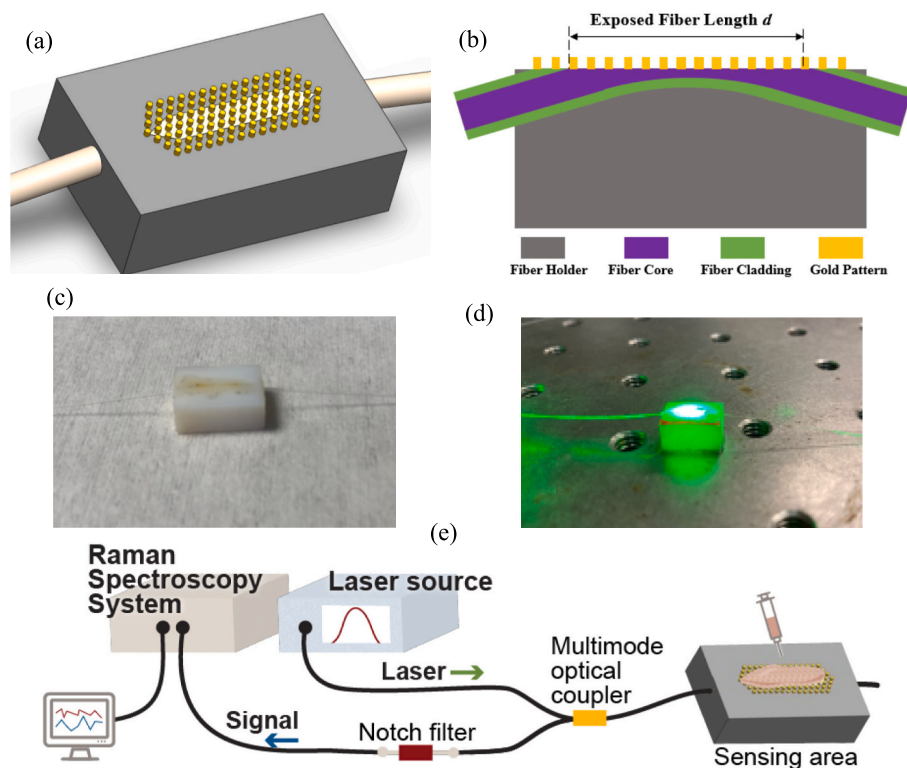 (a)
(b)
Exposed Fiber Length d
Fiber Holder
Fiber Core
Fiber Cladding
Gold Pattern
(c)
(d)
(e)
Raman
Spectroscopy
System
Laser source
Laser
Multimode
optical
coupler
Signal
Notch filter
Sensing area